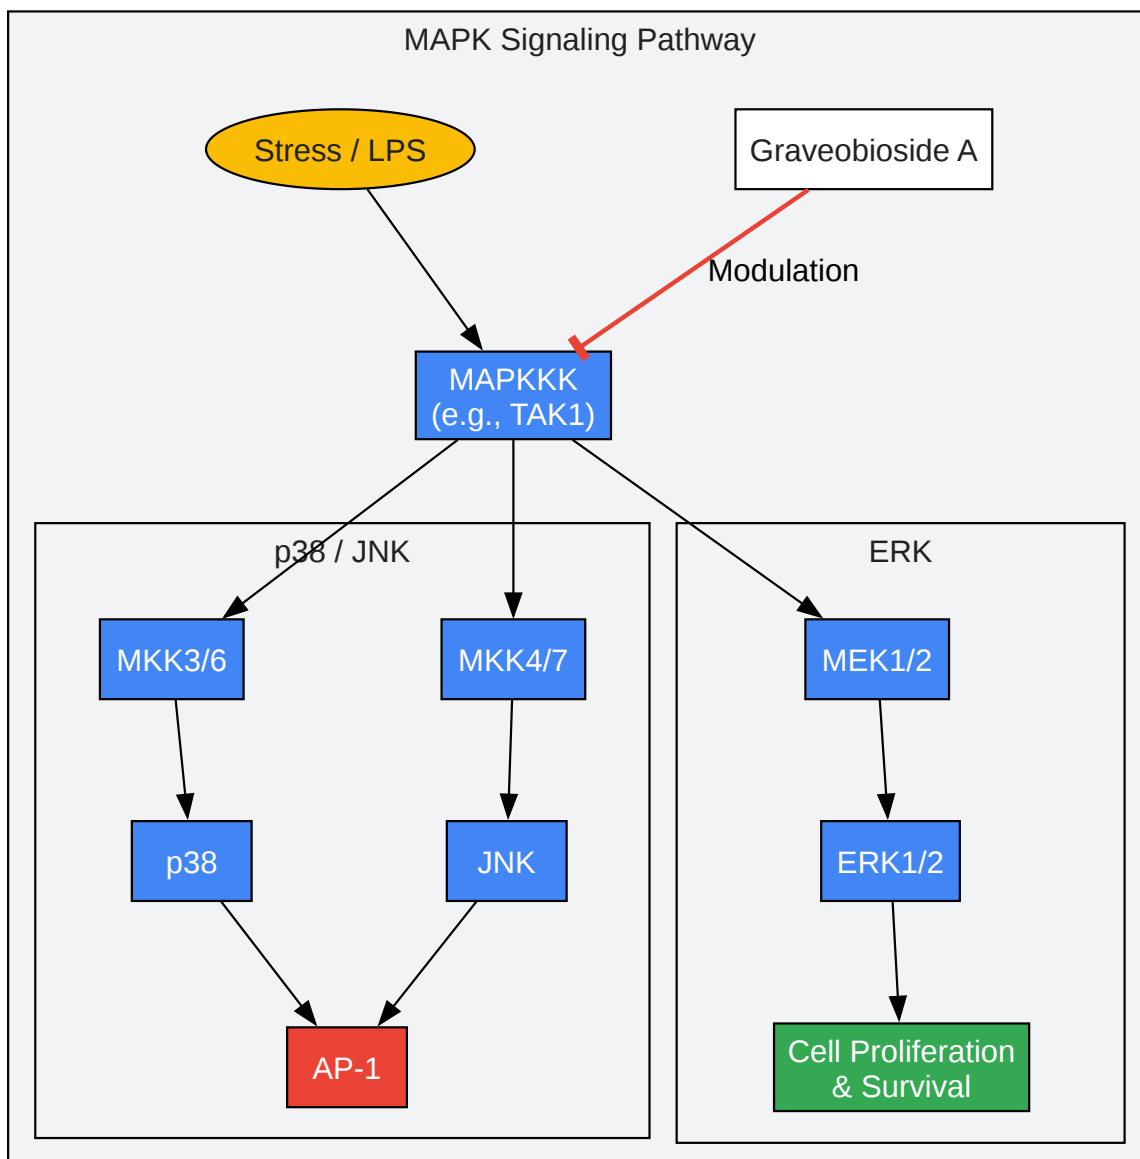 MAPK Signaling Pathway
Stress / LPS
Graveobioside A
Modulation
MAPKKK
(e.g., TAK1)
p38 / JNK
ERK
MKK3/6
MKK4/7
MEK1/2
p38
JNK
ERK1/2
AP-1
Cell Proliferation
& Survival